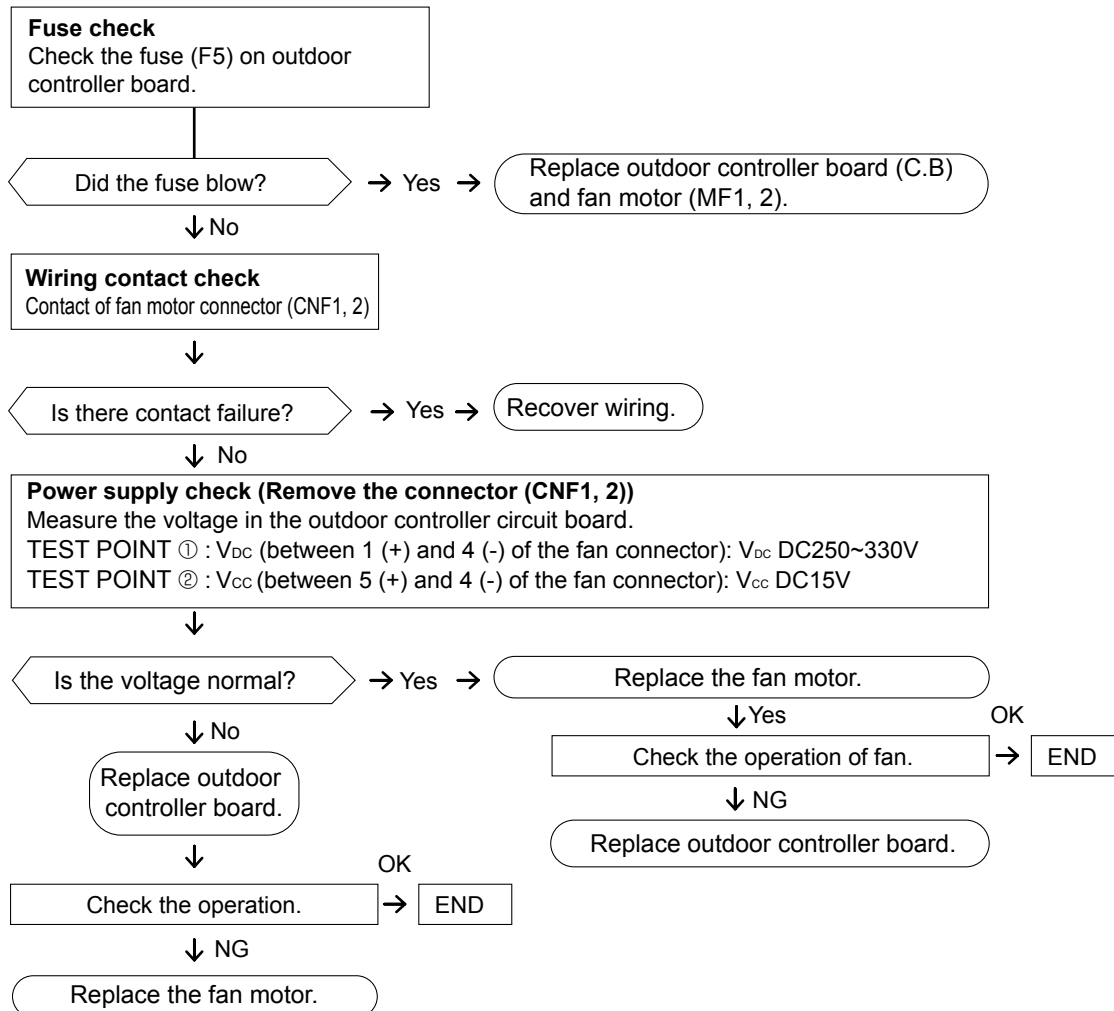 Fuse check
Check the fuse (F5) on outdoor
controller board.
Did the fuse blow?
→ Yes →
Replace outdoor controller board (C.B)
and fan motor (MF1, 2).
↓ No
Wiring contact check
Contact of fan motor connector (CNF1, 2)
↓
Is there contact failure?
→ Yes →
Recover wiring.
↓ No
Power supply check (Remove the connector (CNF1, 2))
Measure the voltage in the outdoor controller circuit board.
TEST POINT ① : VDC (between 1 (+) and 4 (-) of the fan connector): VDC DC250~330V
TEST POINT ② : VCC (between 5 (+) and 4 (-) of the fan connector): VCC DC15V
↓
Is the voltage normal?
→ Yes →
Replace the fan motor.
↓Yes
Check the operation of fan.
OK
→
END
↓ NG
Replace outdoor controller board.
↓ No
Replace outdoor
controller board.
↓
Check the operation.
OK
→
END
↓ NG
Replace the fan motor.